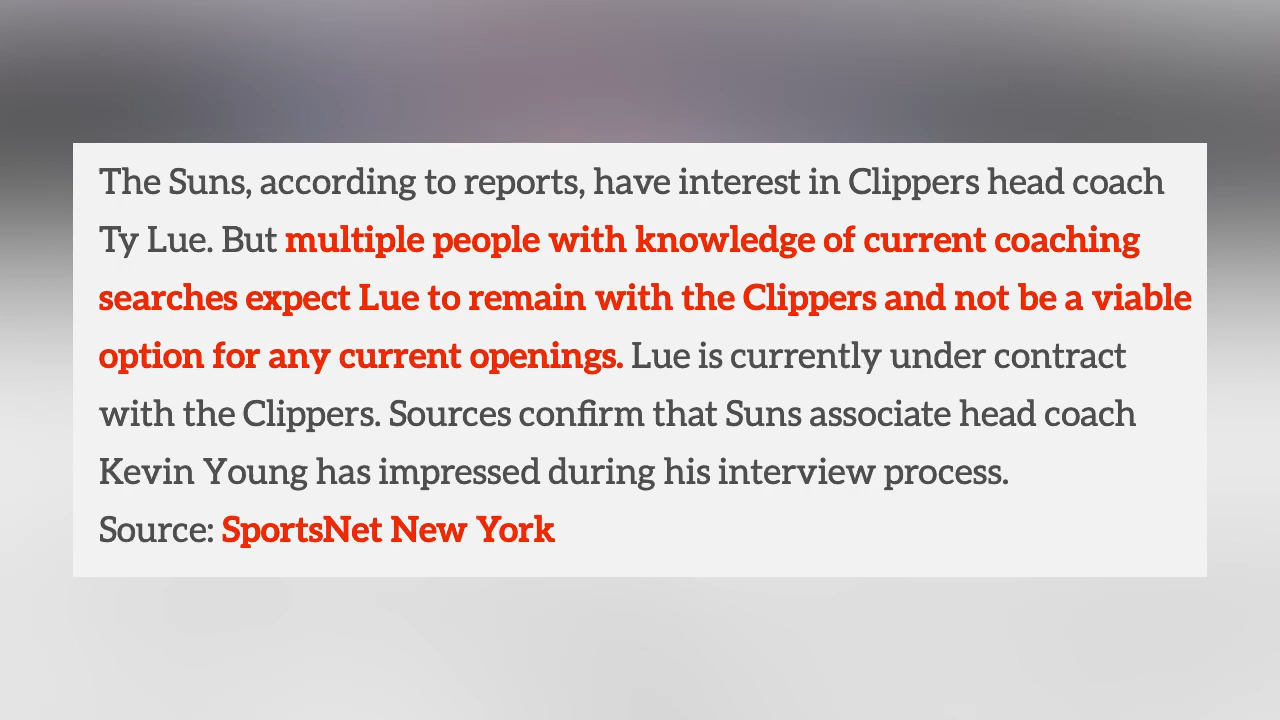 The Suns, according to reports, have interest in Clippers head coach
Ty Lue. But multiple people with knowledge of current coaching
searches expect Lue to remain with the Clippers and not be a viable
option for any current openings. Lue is currently under contract
with the Clippers. Sources confirm that Suns associate head coach
Kevin Young has impressed during his interview process.
Source: SportsNet New York